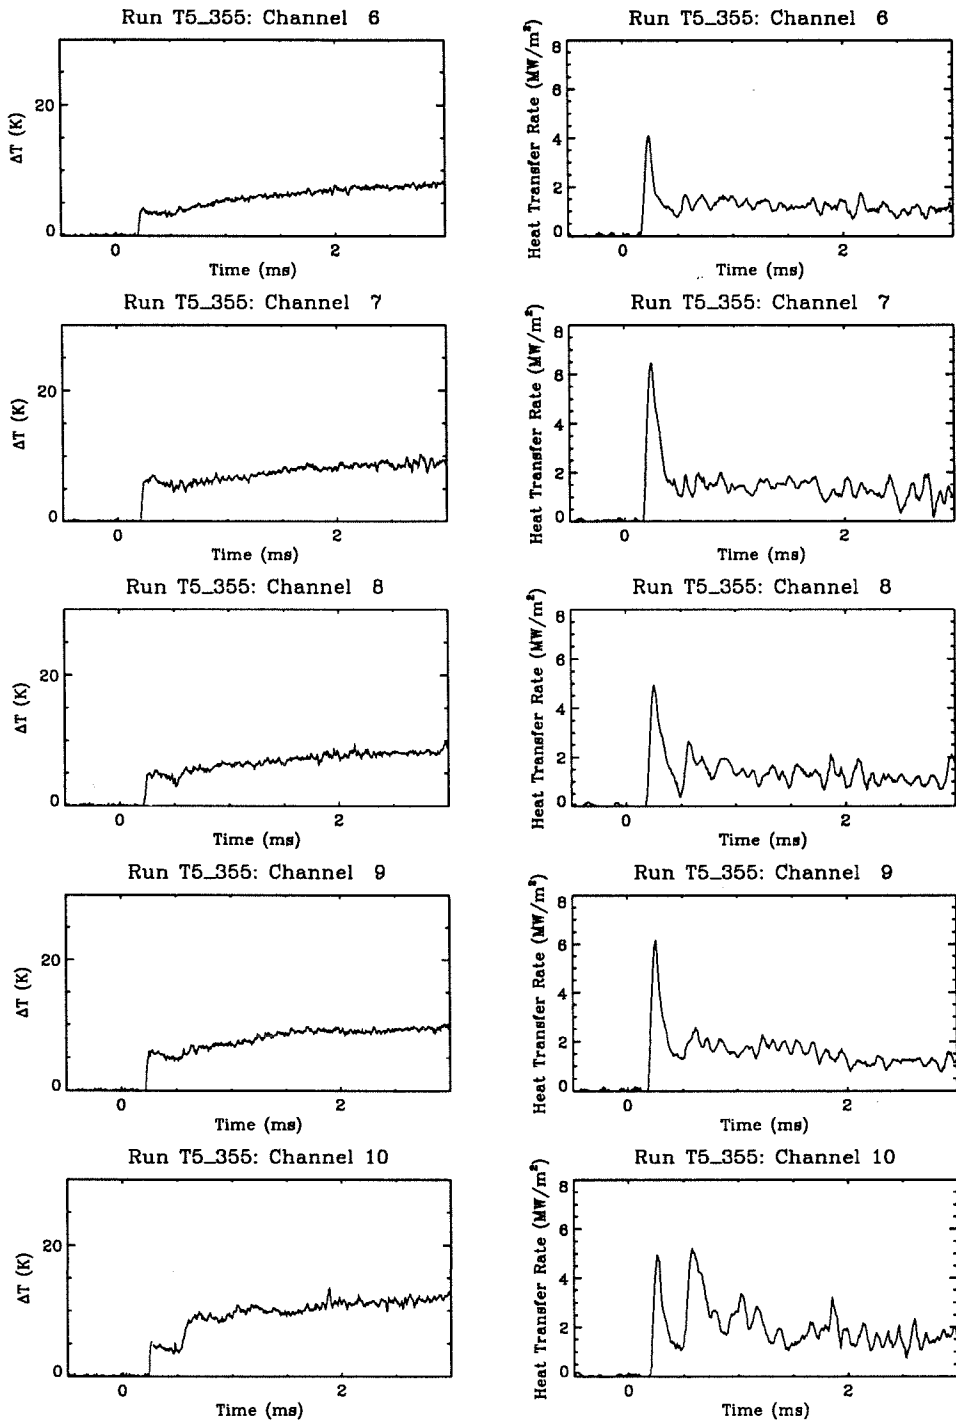 Run T5_355: Channel 6
ΔT (K)
20
0
0 2
Time (ms)
Run T5_355: Channel 6
Heat Transfer Rate (MW/m²)
8
6
4
2
0
0 2
Time (ms)
Run T5_355: Channel 7
ΔT (K)
20
0
0 2
Time (ms)
Run T5_355: Channel 7
Heat Transfer Rate (MW/m²)
8
6
4
2
0
0 2
Time (ms)
Run T5_355: Channel 8
ΔT (K)
20
0
0 2
Time (ms)
Run T5_355: Channel 8
Heat Transfer Rate (MW/m²)
8
6
4
2
0
0 2
Time (ms)
Run T5_355: Channel 9
ΔT (K)
20
0
0 2
Time (ms)
Run T5_355: Channel 9
Heat Transfer Rate (MW/m²)
8
6
4
2
0
0 2
Time (ms)
Run T5_355: Channel 10
ΔT (K)
20
0
0 2
Time (ms)
Run T5_355: Channel 10
Heat Transfer Rate (MW/m²)
8
6
4
2
0
0 2
Time (ms)